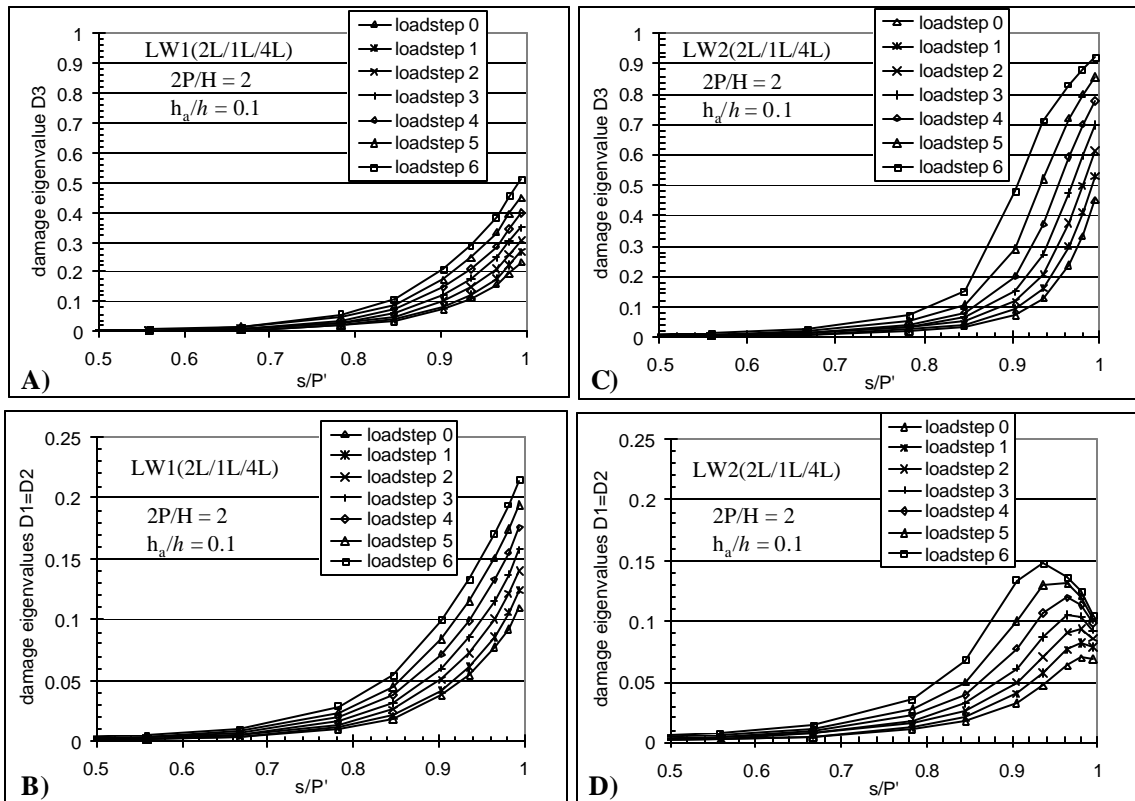 damage eigenvalue D3
1
0.9
0.8
0.7
0.6
0.5
0.4
0.3
0.2
0.1
0
LW1(2L/1L/4L)
2P/H = 2
ha/h = 0.1
loadstep 0
loadstep 1
loadstep 2
loadstep 3
loadstep 4
loadstep 5
loadstep 6
0.5 0.6 0.7 0.8 0.9 1
s/P'
A)
damage eigenvalue D3
1
0.9
0.8
0.7
0.6
0.5
0.4
0.3
0.2
0.1
0
LW2(2L/1L/4L)
2P/H = 2
ha/h = 0.1
loadstep 0
loadstep 1
loadstep 2
loadstep 3
loadstep 4
loadstep 5
loadstep 6
0.5 0.6 0.7 0.8 0.9 1
s/P'
C)
damage eigenvalues D1=D2
0.25
0.2
0.15
0.1
0.05
0
LW1(2L/1L/4L)
2P/H = 2
ha/h = 0.1
loadstep 0
loadstep 1
loadstep 2
loadstep 3
loadstep 4
loadstep 5
loadstep 6
0.5 0.6 0.7 0.8 0.9 1
s/P'
B)
damage eigenvalues D1=D2
0.25
0.2
0.15
0.1
0.05
0
LW2(2L/1L/4L)
2P/H = 2
ha/h = 0.1
loadstep 0
loadstep 1
loadstep 2
loadstep 3
loadstep 4
loadstep 5
loadstep 6
0.5 0.6 0.7 0.8 0.9 1
s/P'
D)